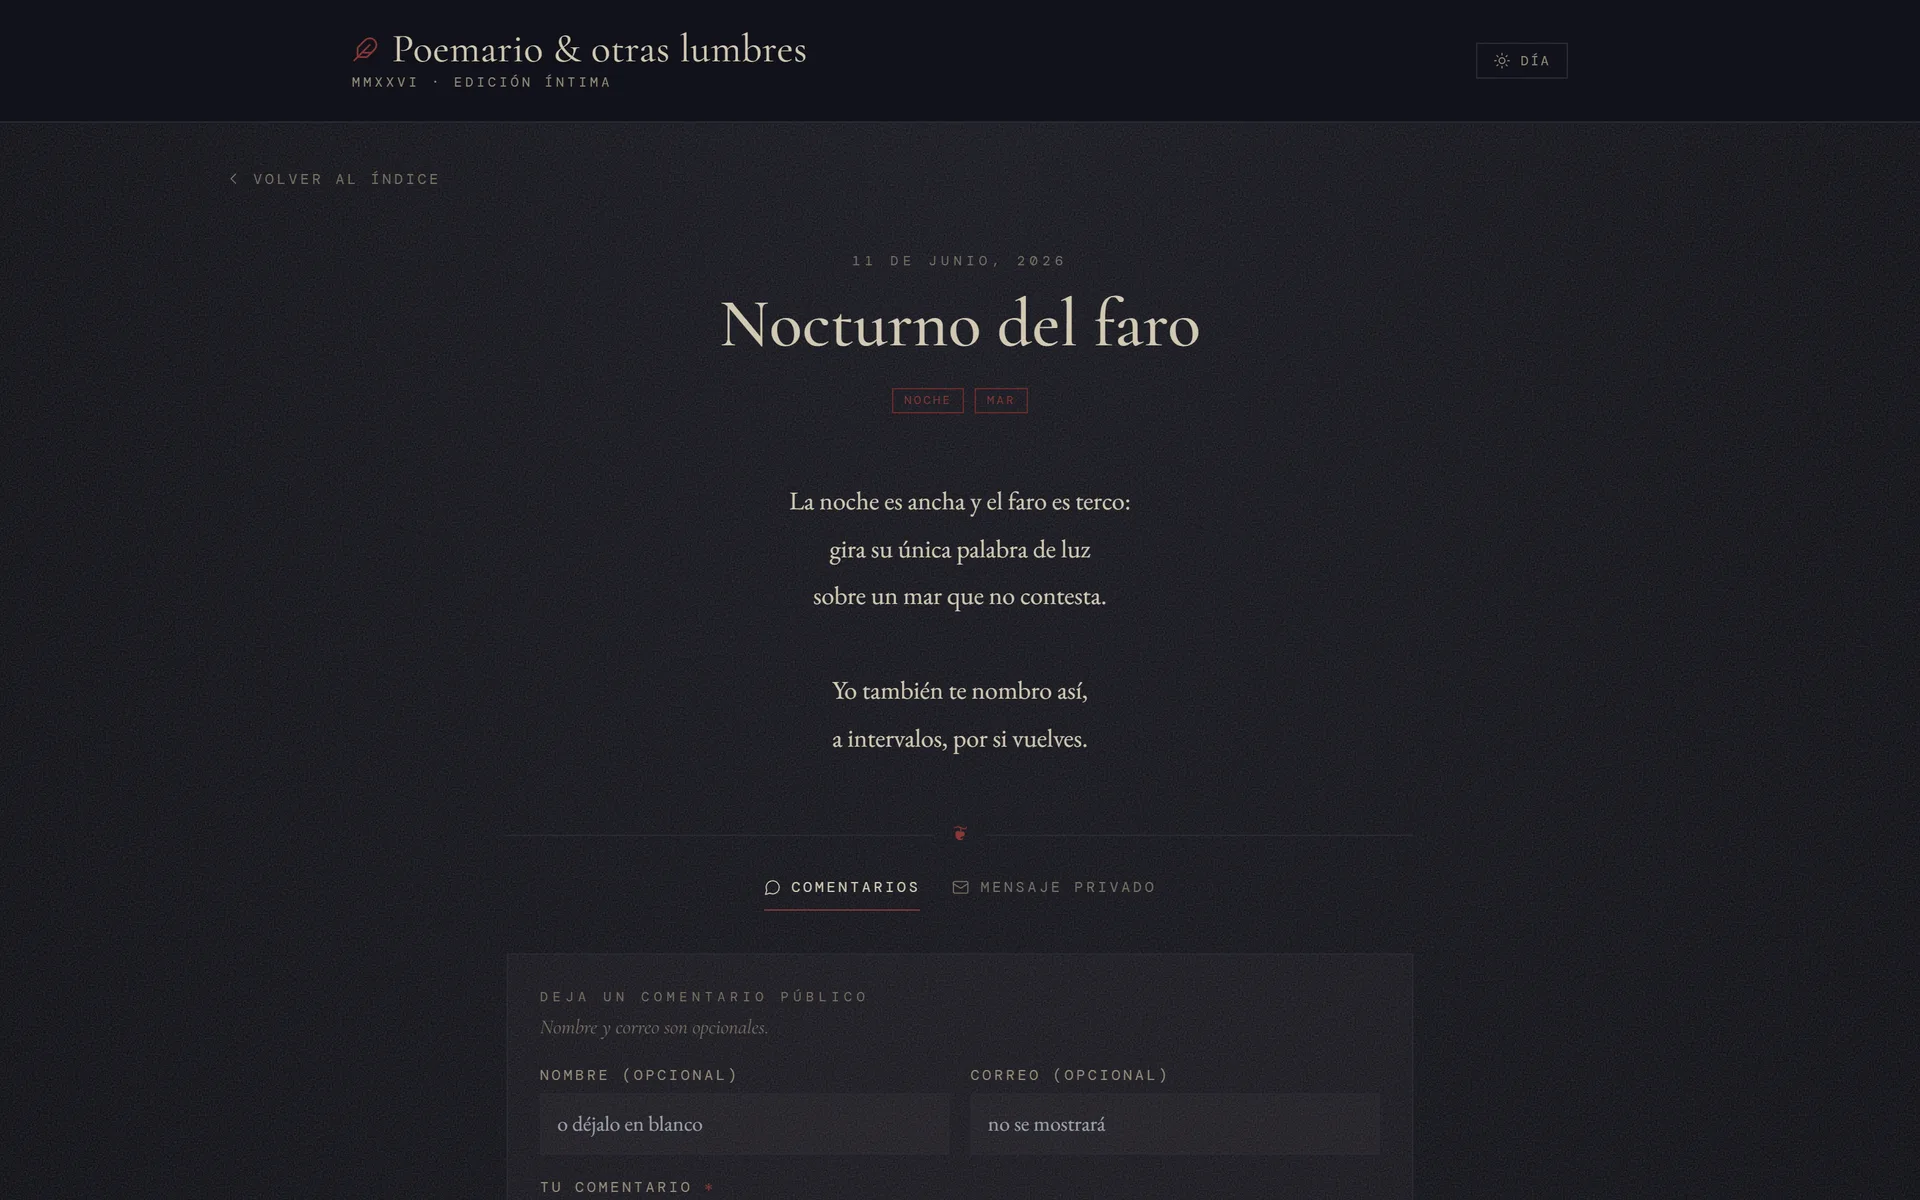 Poemario & otras lumbres
MMXXVI · EDICIÓN ÍNTIMA
DÍA
VOLVER AL ÍNDICE
11 DE JUNIO, 2026
Nocturno del faro
NOCHE
MAR
La noche es ancha y el faro es terco:
gira su única palabra de luz
sobre un mar que no contesta.
Yo también te nombro así,
a intervalos, por si vuelves.
❦
COMENTARIOS
MENSAJE PRIVADO
DEJA UN COMENTARIO PÚBLICO
Nombre y correo son opcionales.
NOMBRE (OPCIONAL)
CORREO (OPCIONAL)
o déjalo en blanco
no se mostrará
TU COMENTARIO *